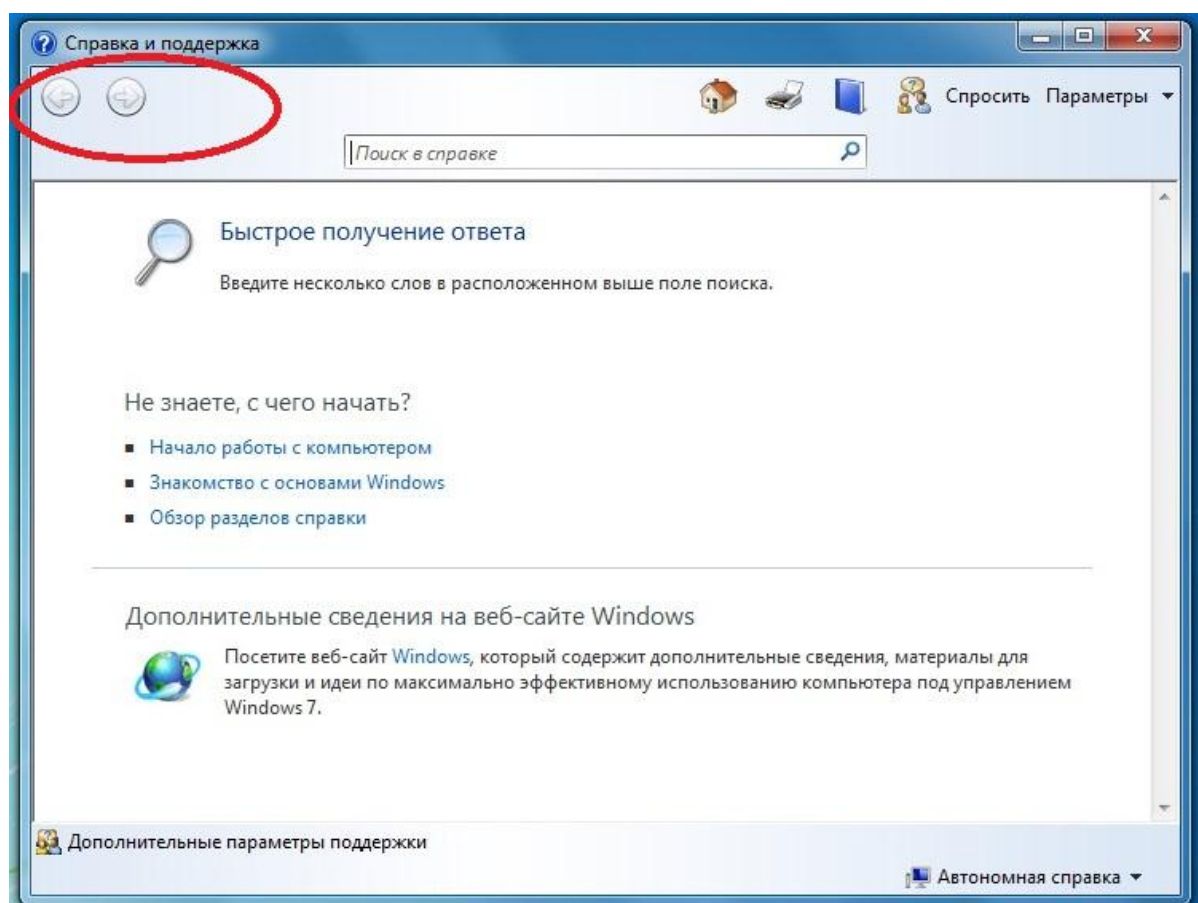 Справка и поддержка
Спросить Параметры
Поиск в справке
Быстрое получение ответа
Введите несколько слов в расположенном выше поле поиска.
Не знаете, с чего начать?
Начало работы с компьютером
Знакомство с основами Windows
Обзор разделов справки
Дополнительные сведения на веб-сайте Windows
Посетите веб-сайт Windows, который содержит дополнительные сведения, материалы для
загрузки и идеи по максимально эффективному использованию компьютера под управлением
Windows 7.
Дополнительные параметры поддержки
Автономная справка